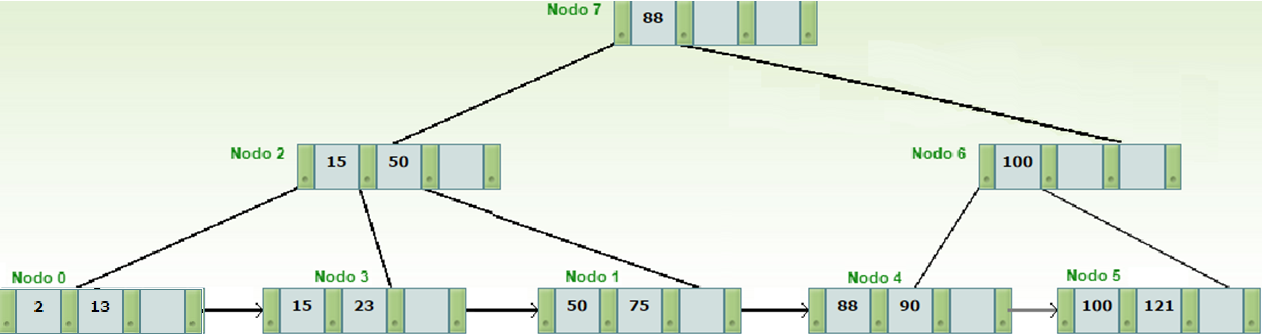 Nodo 7
88
Nodo 2
15 50
Nodo 6
100
Nodo 0
2 13
Nodo 3
15 23
Nodo 1
50 75
Nodo 4
88 90
Nodo 5
100 121